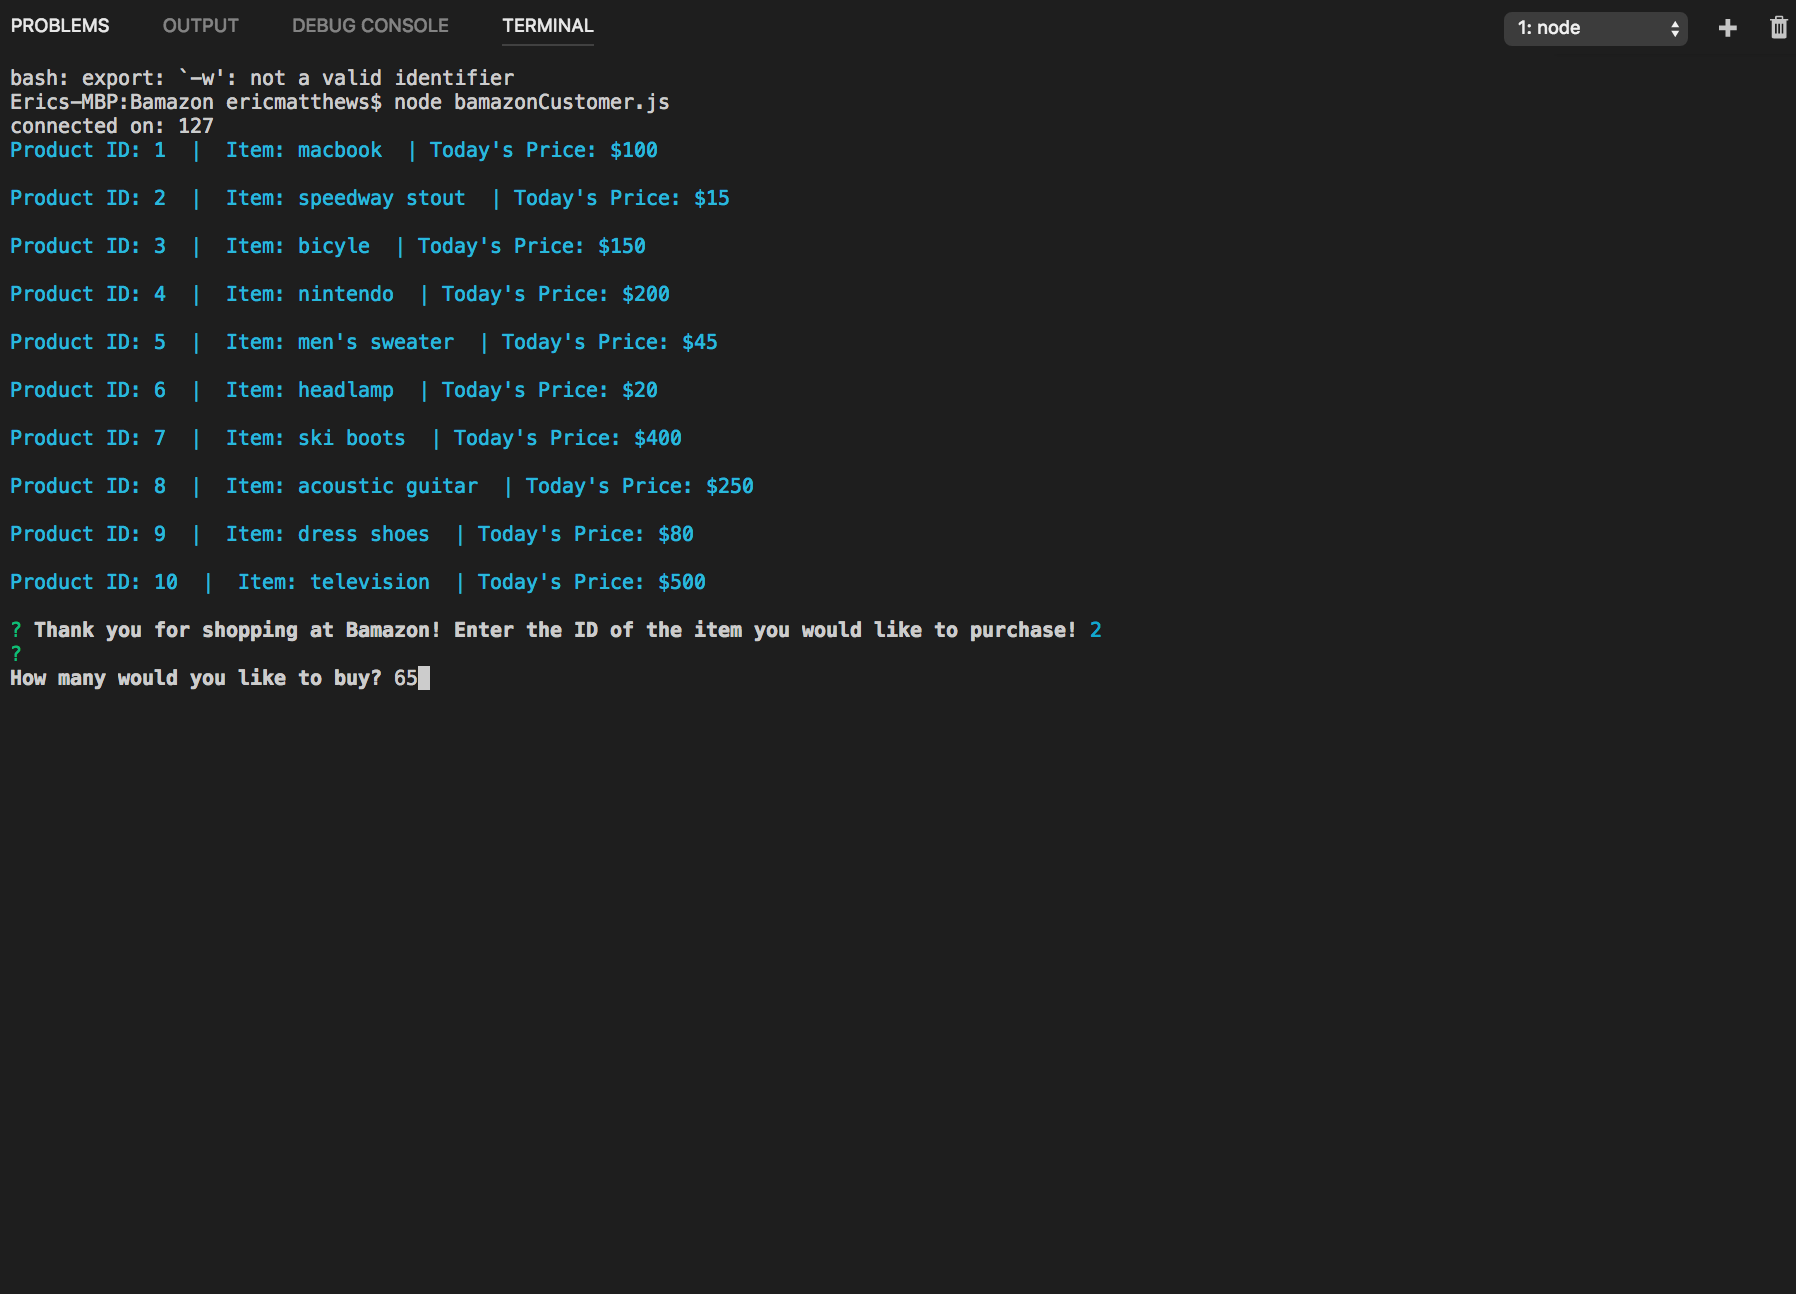 PROBLEMS OUTPUT DEBUG CONSOLE TERMINAL 1: node
bash: export: `-w': not a valid identifier
Erics-MBP:Bamazon ericmatthews$ node bamazonCustomer.js
connected on: 127
Product ID: 1  |  Item: macbook  | Today's Price: $100
Product ID: 2  |  Item: speedway stout  | Today's Price: $15
Product ID: 3  |  Item: bicyle  | Today's Price: $150
Product ID: 4  |  Item: nintendo  | Today's Price: $200
Product ID: 5  |  Item: men's sweater  | Today's Price: $45
Product ID: 6  |  Item: headlamp  | Today's Price: $20
Product ID: 7  |  Item: ski boots  | Today's Price: $400
Product ID: 8  |  Item: acoustic guitar  | Today's Price: $250
Product ID: 9  |  Item: dress shoes  | Today's Price: $80
Product ID: 10  |  Item: television  | Today's Price: $500
? Thank you for shopping at Bamazon! Enter the ID of the item you would like to purchase! 2
?
How many would you like to buy? 65